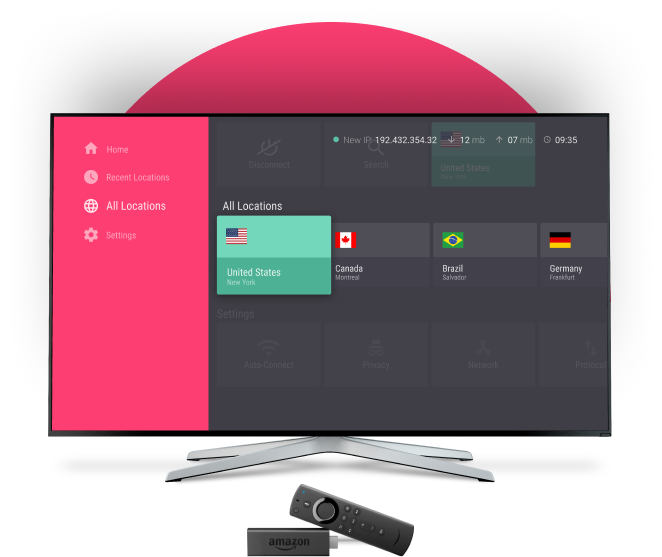 New IP: 192.432.354.32 12 mb 07 mb 09:35
Disconnect
Search
United States
New York
Home
Recent Locations
All Locations
Settings
All Locations
United States
New York
Canada
Montreal
Brazil
Salvador
Germany
Frankfurt
Settings
Auto-Connect
Privacy
Network
Protocol
amazon